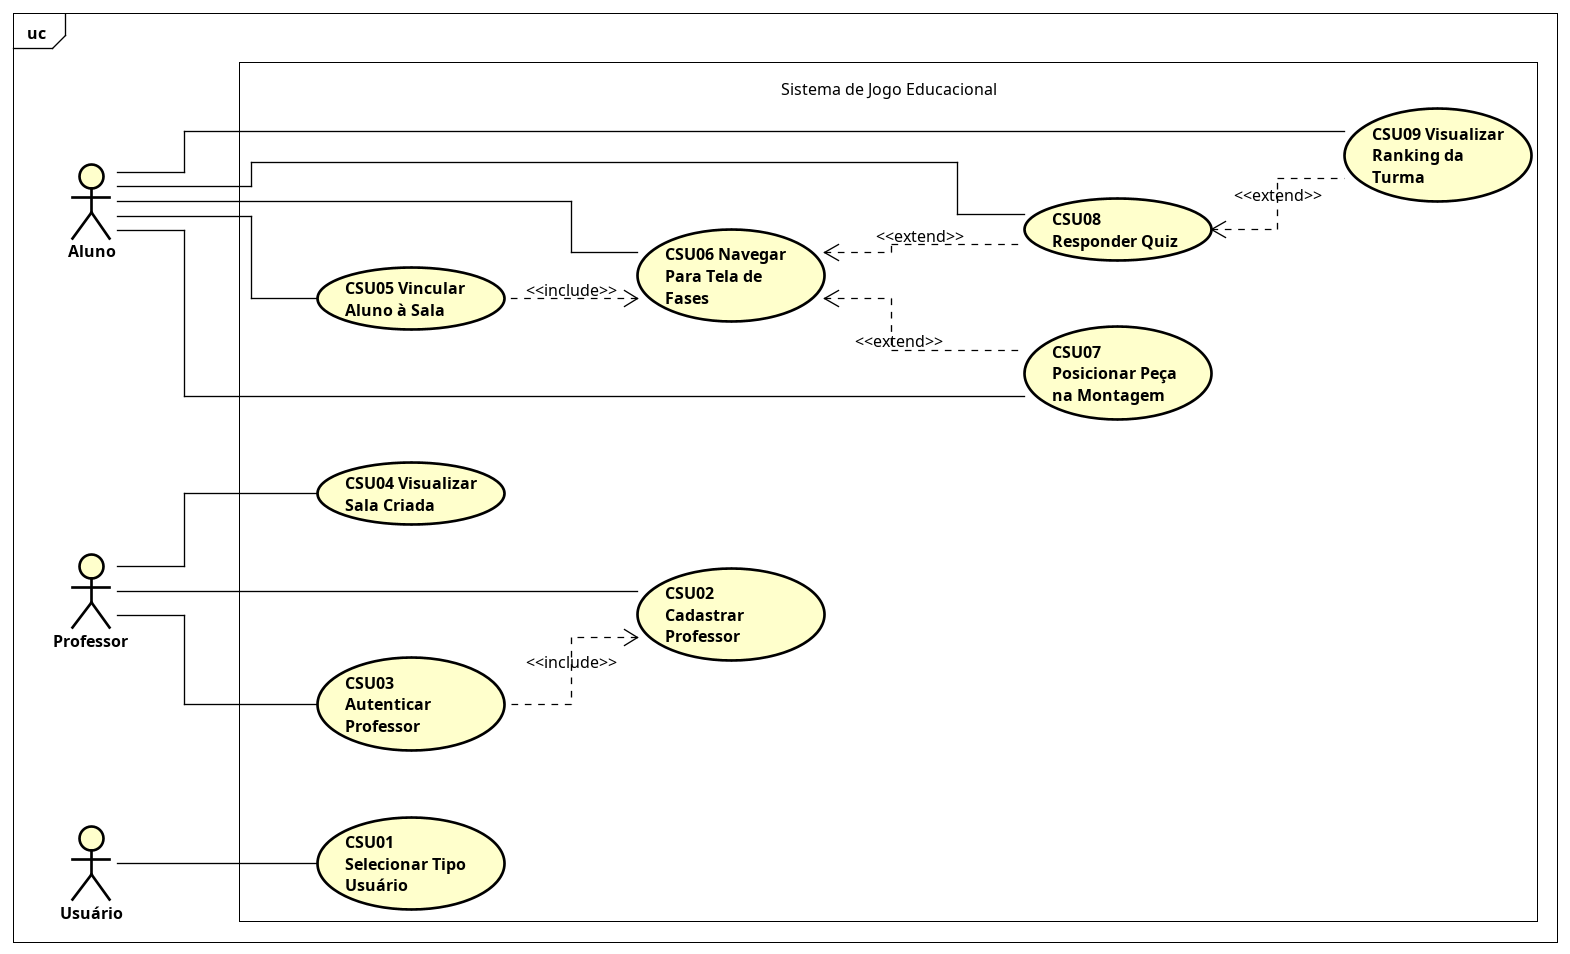 uc
Sistema de Jogo Educacional
CSU09 Visualizar
Ranking da
Turma
<<extend>>
CSU08
Responder Quiz
<<extend>>
Aluno
CSU06 Navegar
Para Tela de
Fases
CSU05 Vincular
Aluno à Sala
<<include>>
<<extend>>
CSU07
Posicionar Peça
na Montagem
CSU04 Visualizar
Sala Criada
Professor
CSU02
Cadastrar
Professor
<<include>>
CSU03
Autenticar
Professor
CSU01
Selecionar Tipo
Usuário
Usuário